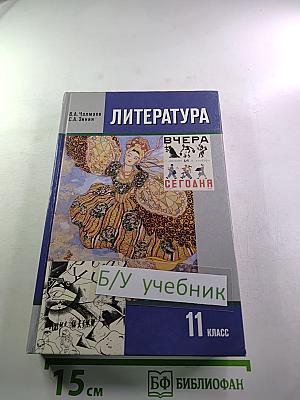 В.А. Чалмаев
С.А. Зинин
ЛИТЕРАТУРА
ВЧЕРА
СЕГОДНЯ
Б/У учебник
11 КЛАСС
15 см
БФ БИБЛИОФАН